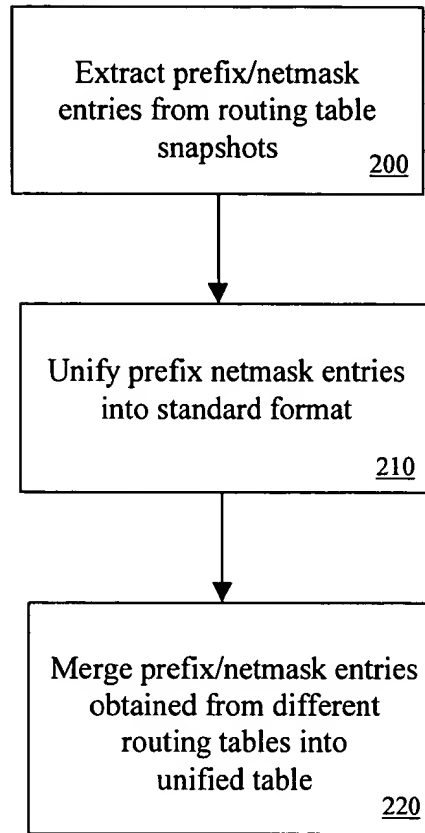 Extract prefix/netmask
entries from routing table
snapshots
200
Unify prefix netmask entries
into standard format
210
Merge prefix/netmask entries
obtained from different
routing tables into
unified table
220